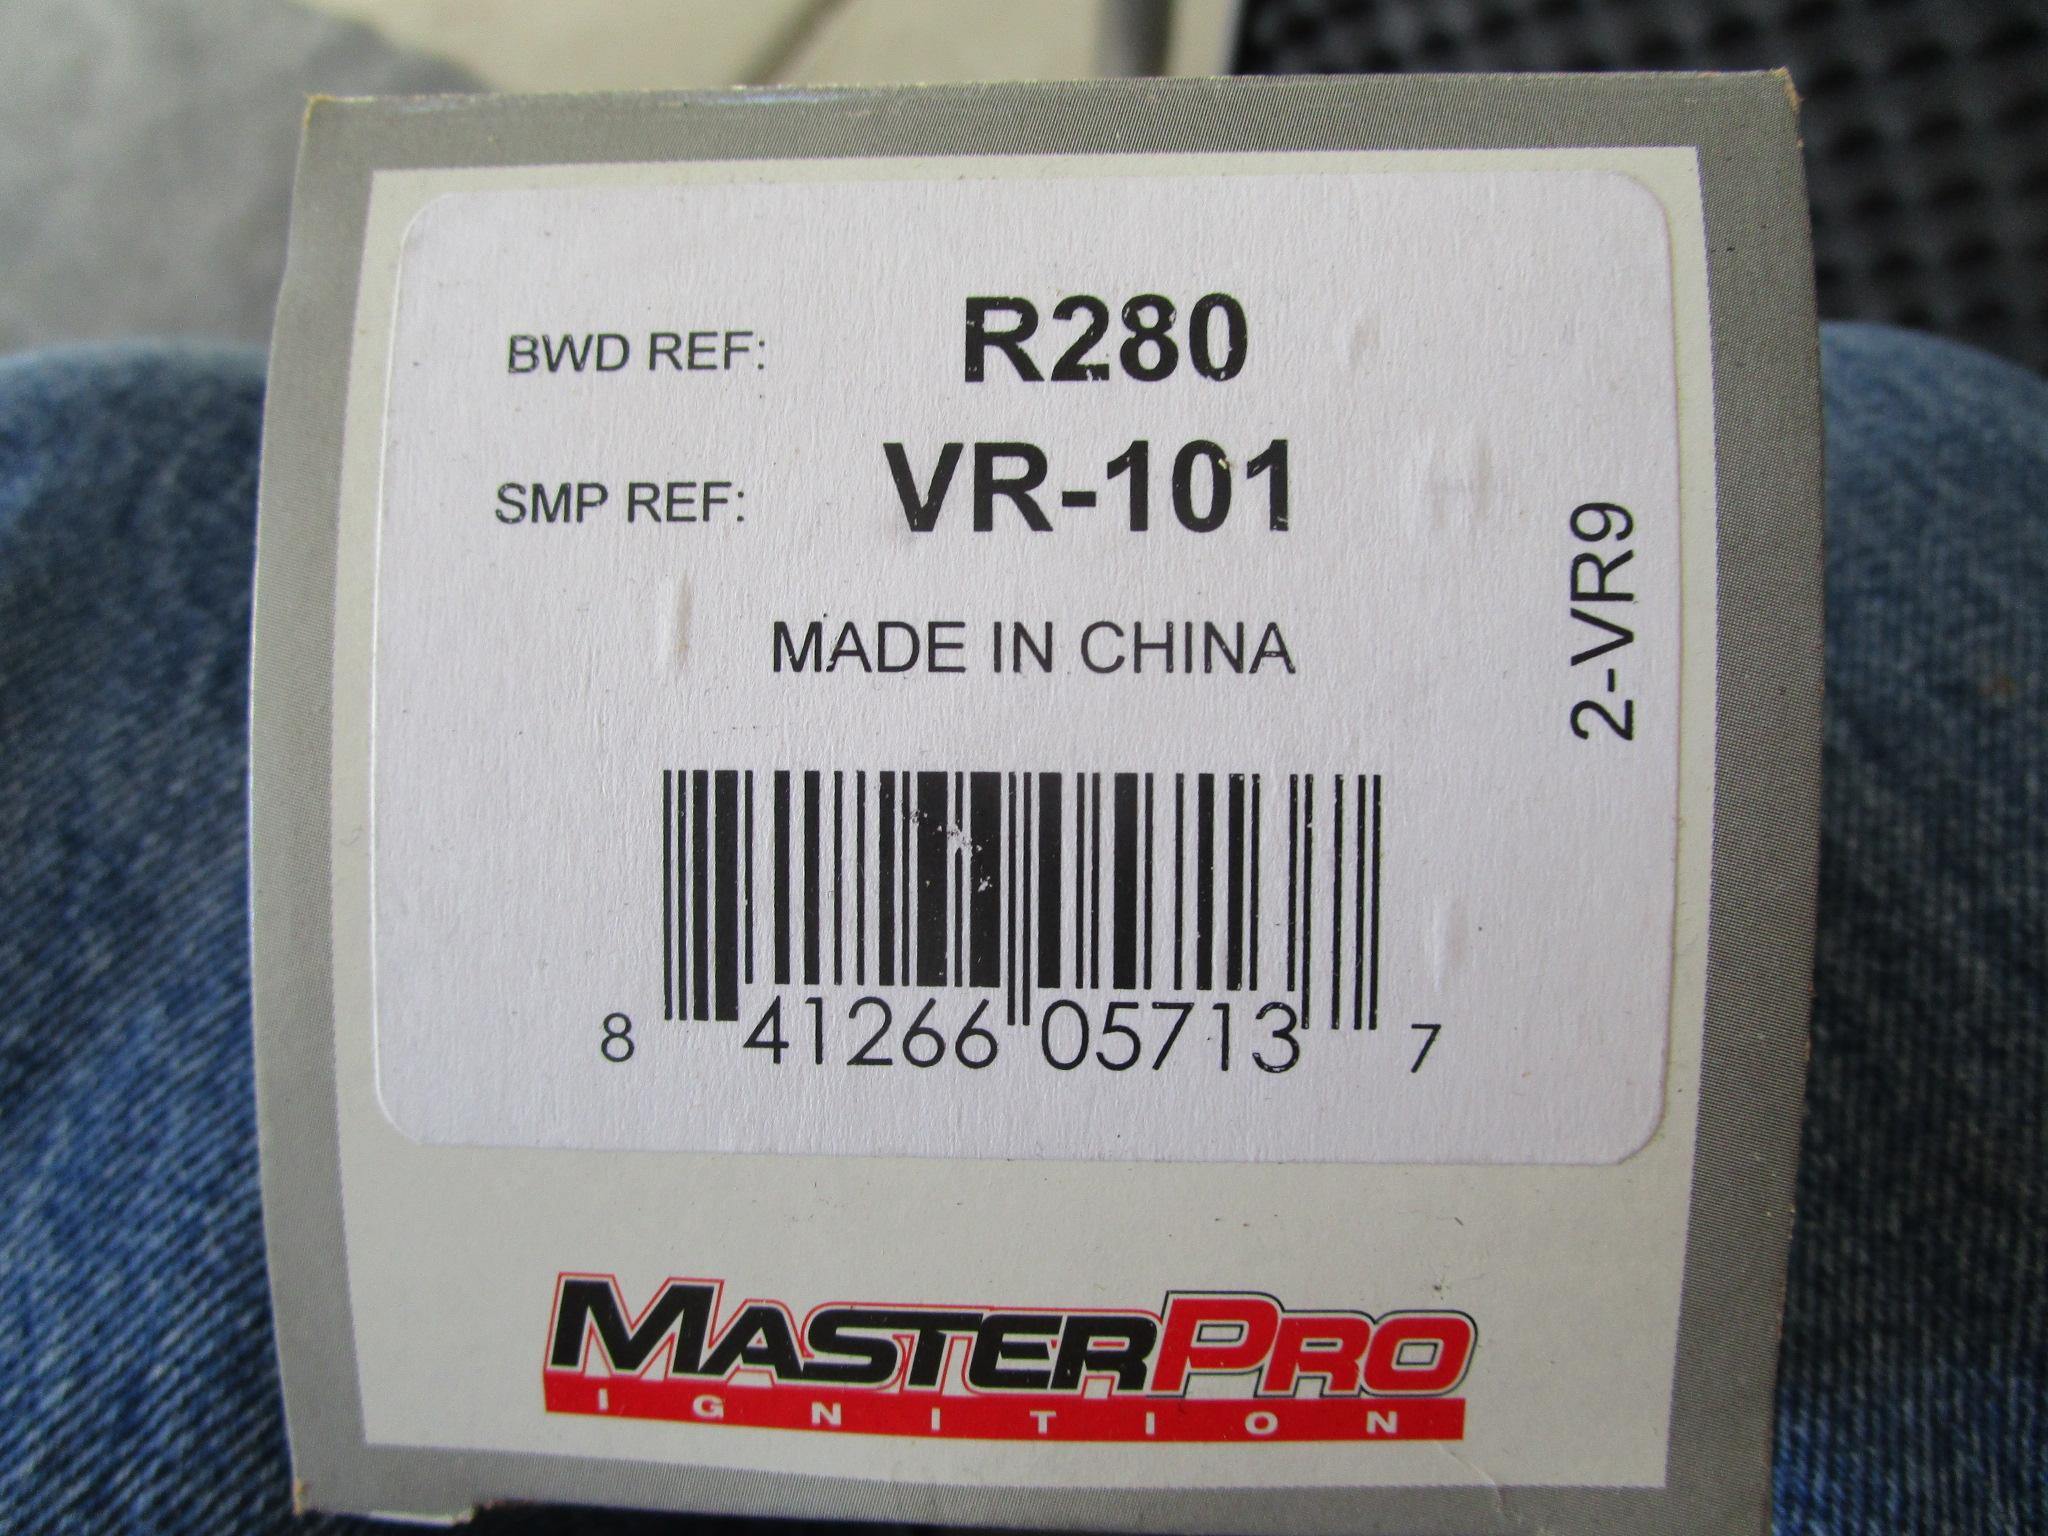 BWD REF: R280
SMP REF: VR-101
MADE IN CHINA
2-VR9
8 41266 05713 7
MASTERPRO
IGNITION